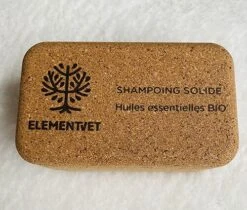 SHAMPOING SOLIDE
Huiles essentielles BIO
ELEMENTVET